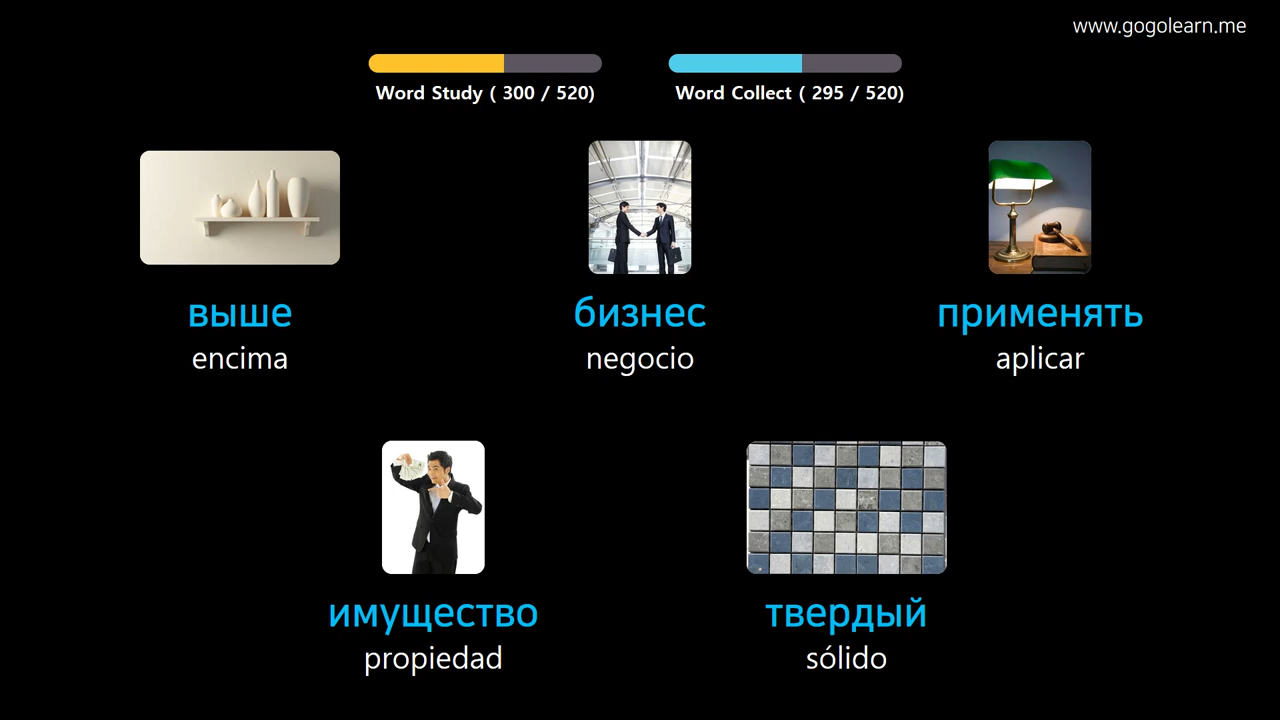 www.gogolearn.me
Word Study ( 300 / 520)
Word Collect ( 295 / 520)
выше
encima
бизнес
negocio
применять
aplicar
имущество
propiedad
твердый
sólido